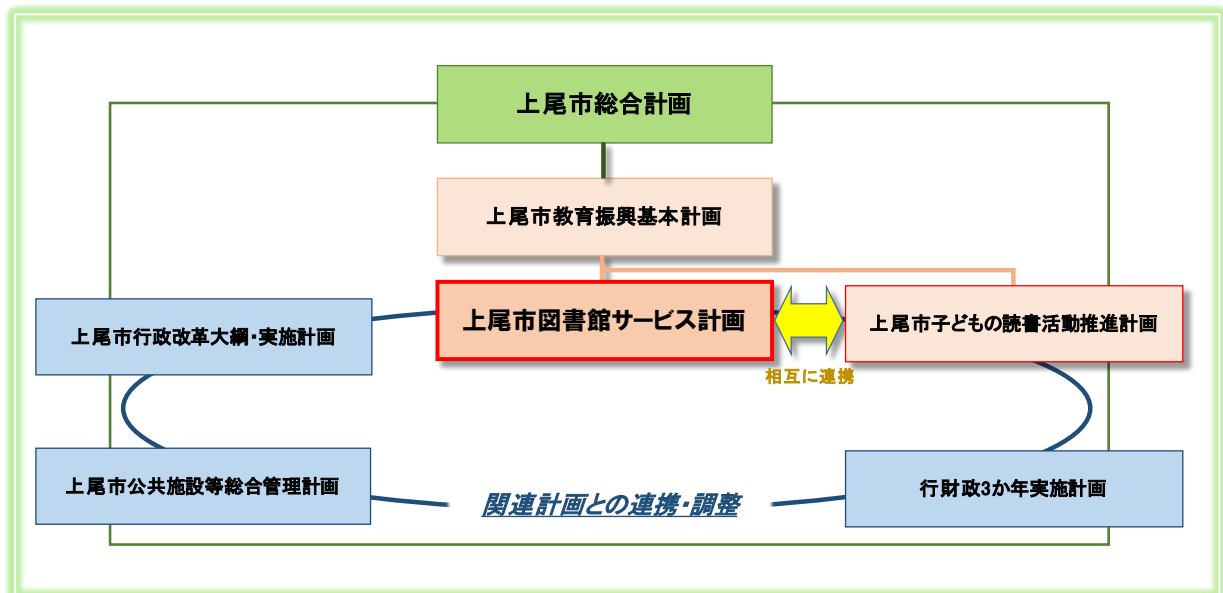 上尾市総合計画
上尾市教育振興基本計画
上尾市図書館サービス計画
上尾市子どもの読書活動推進計画
相互に連携
上尾市行政改革大綱・実施計画
上尾市公共施設等総合管理計画
関連計画との連携・調整
行財政3か年実施計画